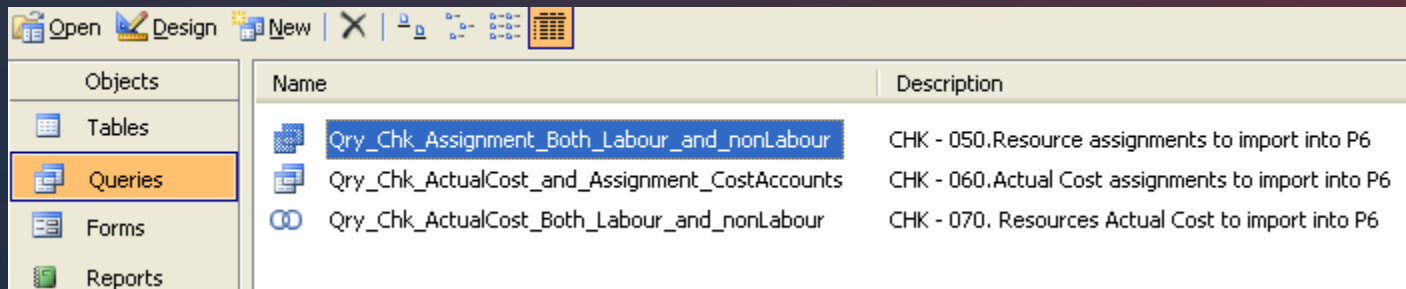 Open Design New
Objects
Name Description
Tables
Qry_Chk_Assignment_Both_Labour_and_nonLabour CHK - 050.Resource assignments to import into P6
Queries
Qry_Chk_ActualCost_and_Assignment_CostAccounts CHK - 060.Actual Cost assignments to import into P6
Forms
Qry_Chk_ActualCost_Both_Labour_and_nonLabour CHK - 070. Resources Actual Cost to import into P6
Reports